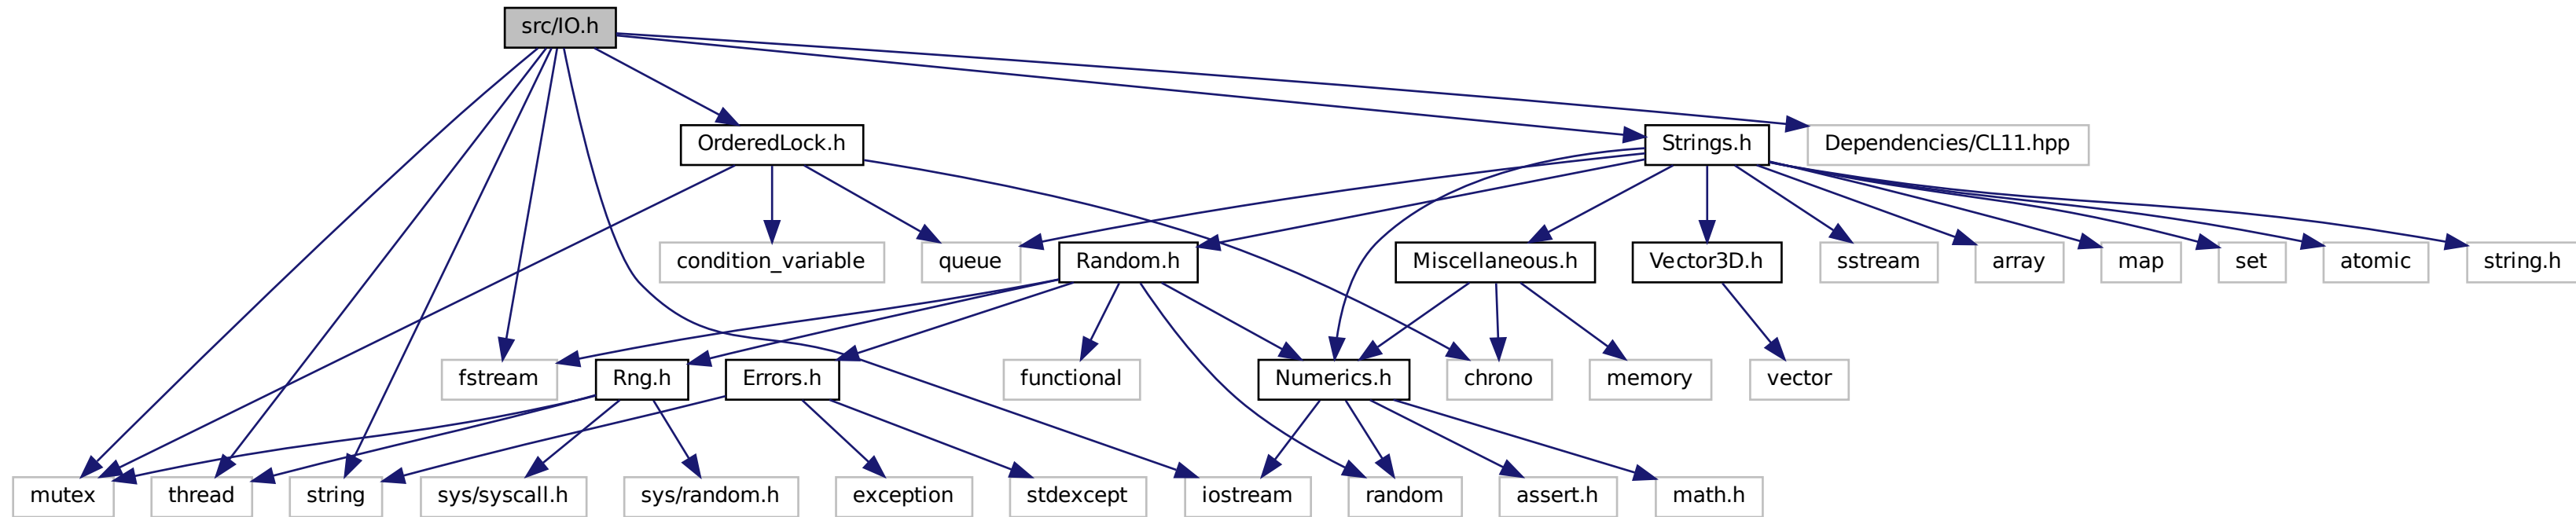 src/IO.h
OrderedLock.h
Strings.h
Dependencies/CL11.hpp
condition_variable
queue
Random.h
Miscellaneous.h
Vector3D.h
sstream
array
map
set
atomic
string.h
fstream
Rng.h
Errors.h
functional
Numerics.h
chrono
memory
vector
mutex
thread
string
sys/syscall.h
sys/random.h
exception
stdexcept
iostream
random
assert.h
math.h